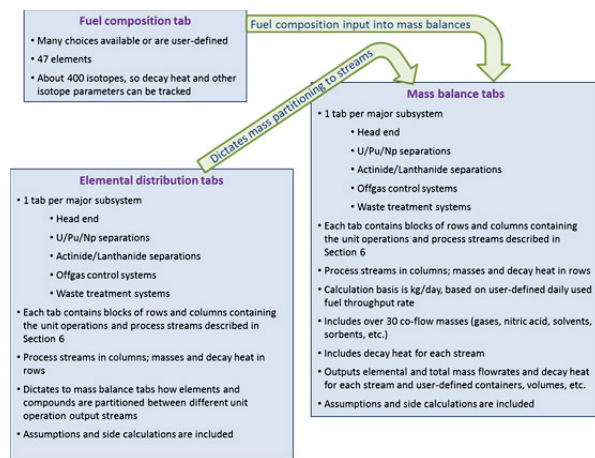 Fuel composition tab
• Many choices available or are user-defined
• 47 elements
• About 400 isotopes, so decay heat and other
isotope parameters can be tracked
Fuel composition input into mass balances
Dictates mass partitioning to streams
Mass balance tabs
• 1 tab per major subsystem
Head end
U/Pu/Np separations
Actinide/Lanthanide separations
Offgas control systems
Waste treatment systems
• Each tab contains blocks of rows and columns containing
the unit operations and process streams described in
Section 6
• Process streams in columns; masses and decay heat in rows
• Calculation basis is kg/day, based on user-defined daily used
fuel throughput rate
• Includes over 30 co-flow masses (gases, nitric acid, solvents,
sorbents, etc.)
• Includes decay heat for each stream
• Outputs elemental and total mass flowrates and decay heat
for each stream and user-defined containers, volumes, etc.
• Assumptions and side calculations are included
Elemental distribution tabs
• 1 tab per major subsystem
Head end
U/Pu/Np separations
Actinide/Lanthanide separations
Offgas control systems
Waste treatment systems
• Each tab contains blocks of rows and columns containing
the unit operations and process streams described in
Section 6
• Process streams in columns; masses and decay heat in
rows
• Dictates to mass balance tabs how elements and
compounds are partitioned between different unit
operation output streams
• Assumptions and side calculations are included